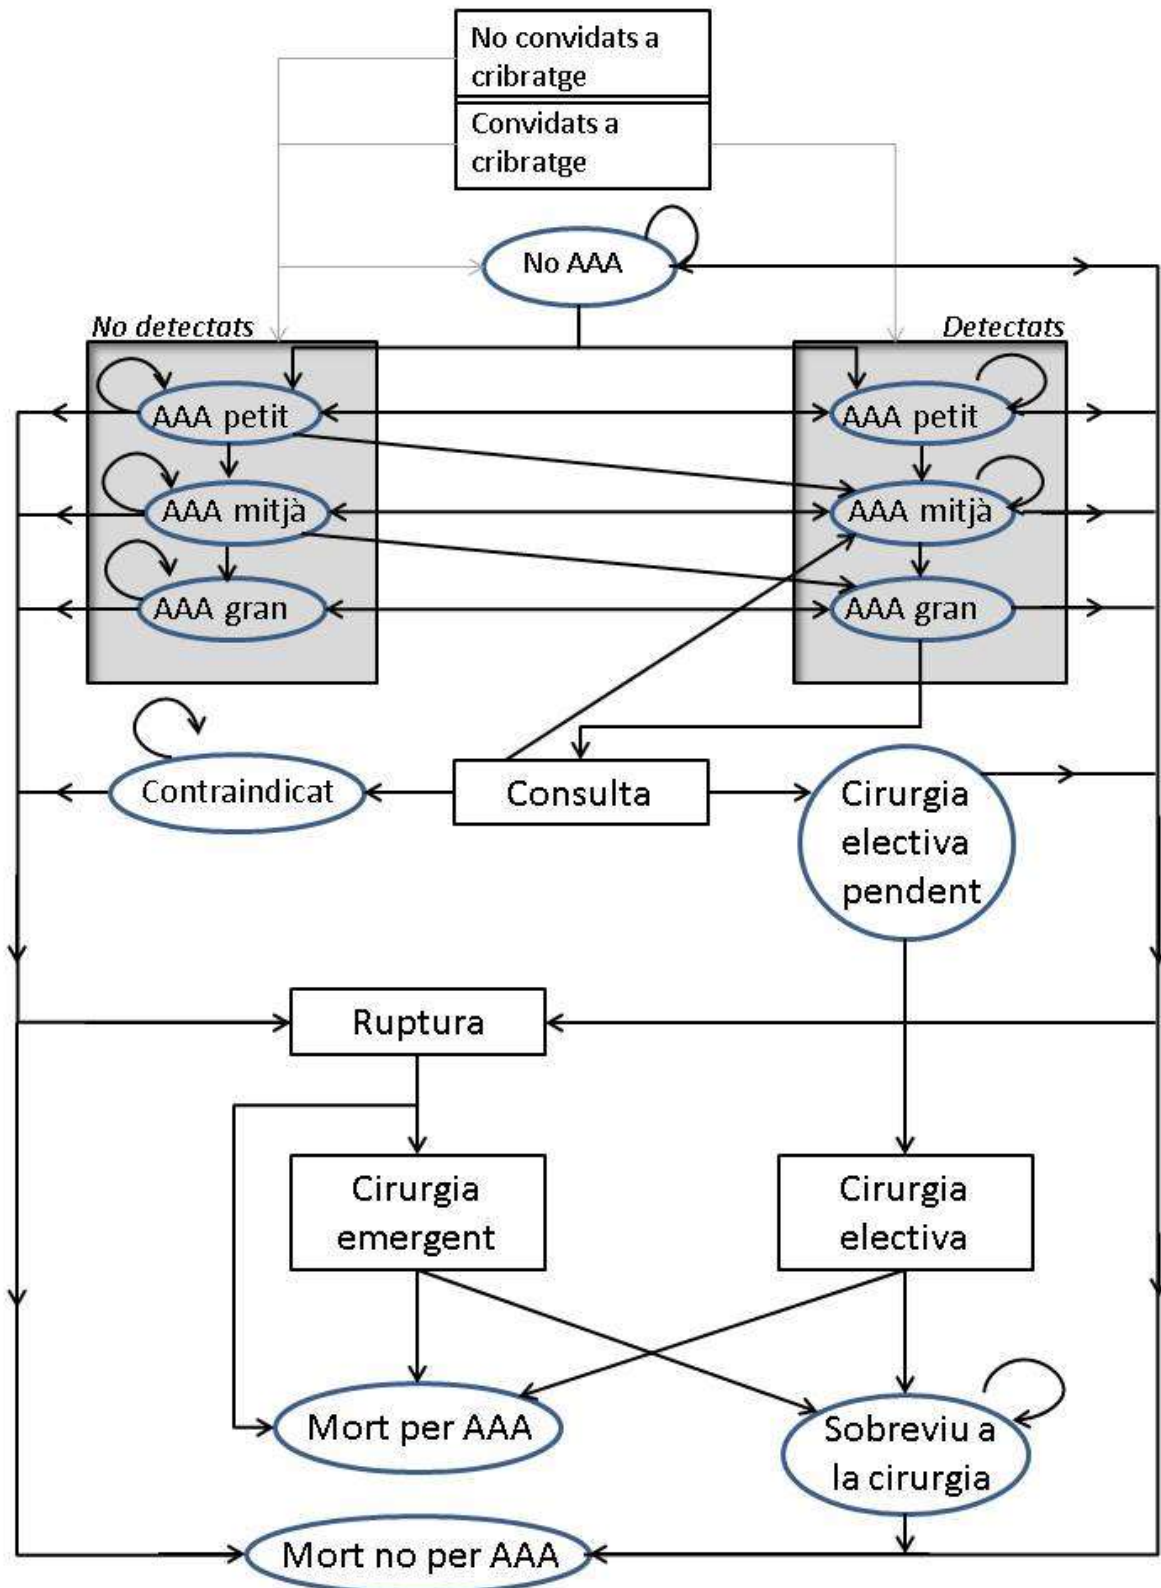 No convidats a
cribratge
Convidats a
cribratge
No AAA
No detectats
Detectats
AAA petit
AAA petit
AAA mitjà
AAA mitjà
AAA gran
AAA gran
Contraindicat
Consulta
Cirurgia
electiva
pendent
Ruptura
Cirurgia
emergent
Cirurgia
electiva
Mort per AAA
Sobreviu a
la cirurgia
Mort no per AAA